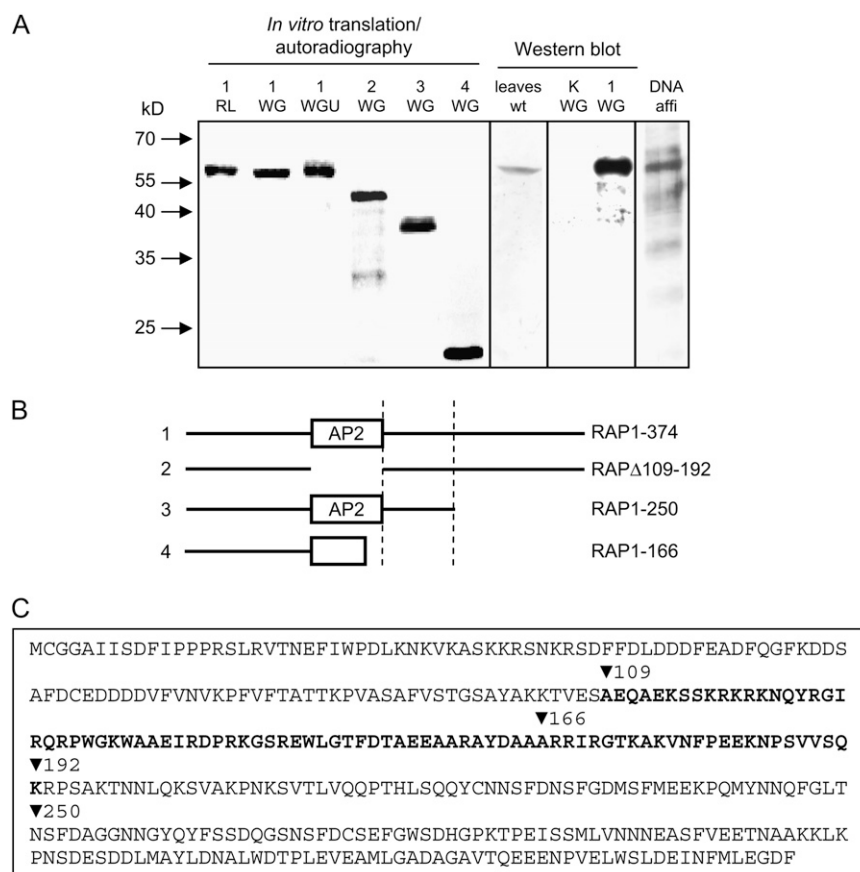 A
In vitro translation/
autoradiography
Western blot
1 1 1 2 3 4 leaves K 1 DNA
RL WG WGU WG WG WG wt WG WG affi
kD
70
55
40
35
25
B
1 AP2 RAP1-374
2 RAPΔ109-192
3 AP2 RAP1-250
4 RAP1-166
C
MCGGAIISDFIPPPRSLRVTNEFIWPDLKNKVKASKKRSNKRSDFFDLDDDFEADFQGFKDDS
▼109
AFDCEDDDDVFVNVKPFVFTATTKPVASAFVSTGSAYAKKTVESAEQAEKSSKRKRKNQYRGI
▼166
RQRPWGKWAAEIRDPRKGSREWLGTFDTAEEAARAYDAAARRIRGTKAKVNFPEEKNPSVVSQ
▼192
KRPSAKTNNLQKSVAKPNKSVTLVQQPTHLSQQYCNNSFDNSFGDMSFMEEKPQMYNNQFGLT
▼250
NSFDAGGNNGYQYFSSDQGSNSFDCSEFGWSDHGPKTPEISSMLVNNNEASFVEETNAAKKLK
PNSDESDDLMAYLDNALWDTPLEVEAMLGADAGAVTQEEENPVELWSLDEINFMLEGDF